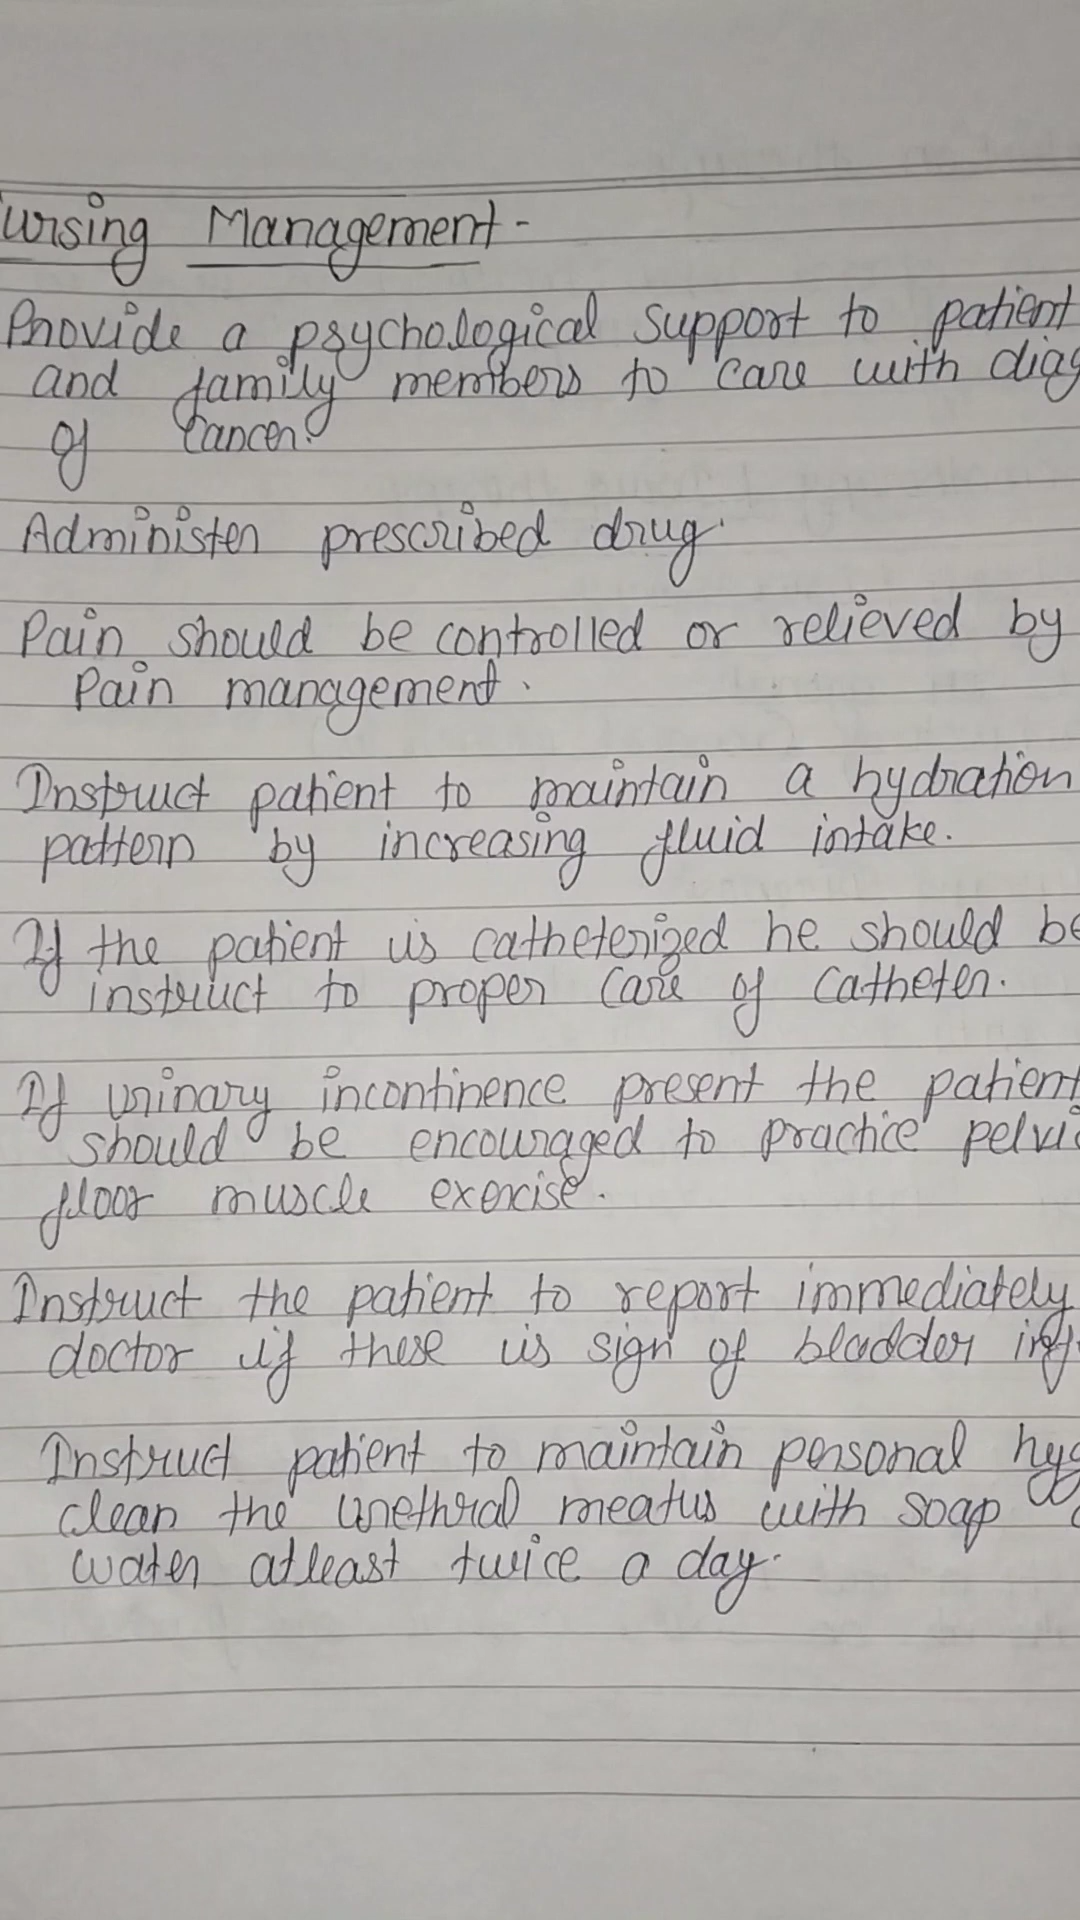 ursing Management -
Provide a psychological support to patient
and family members to care with diag
of Cancer.
Administer prescribed drug.
Pain should be controlled or relieved by
Pain management.
Instruct patient to maintain a hydration
pattern by increasing fluid intake.
If the patient is catheterized he should be
instruct to proper Care of Catheter.
If urinary incontinence present the patient
should be encouraged to practice pelvic
floor muscle exercise.
Instruct the patient to report immediately
doctor if these is sign of bladder inf
Instruct patient to maintain personal hyg
clean the urethral meatus with soap
water atleast twice a day.